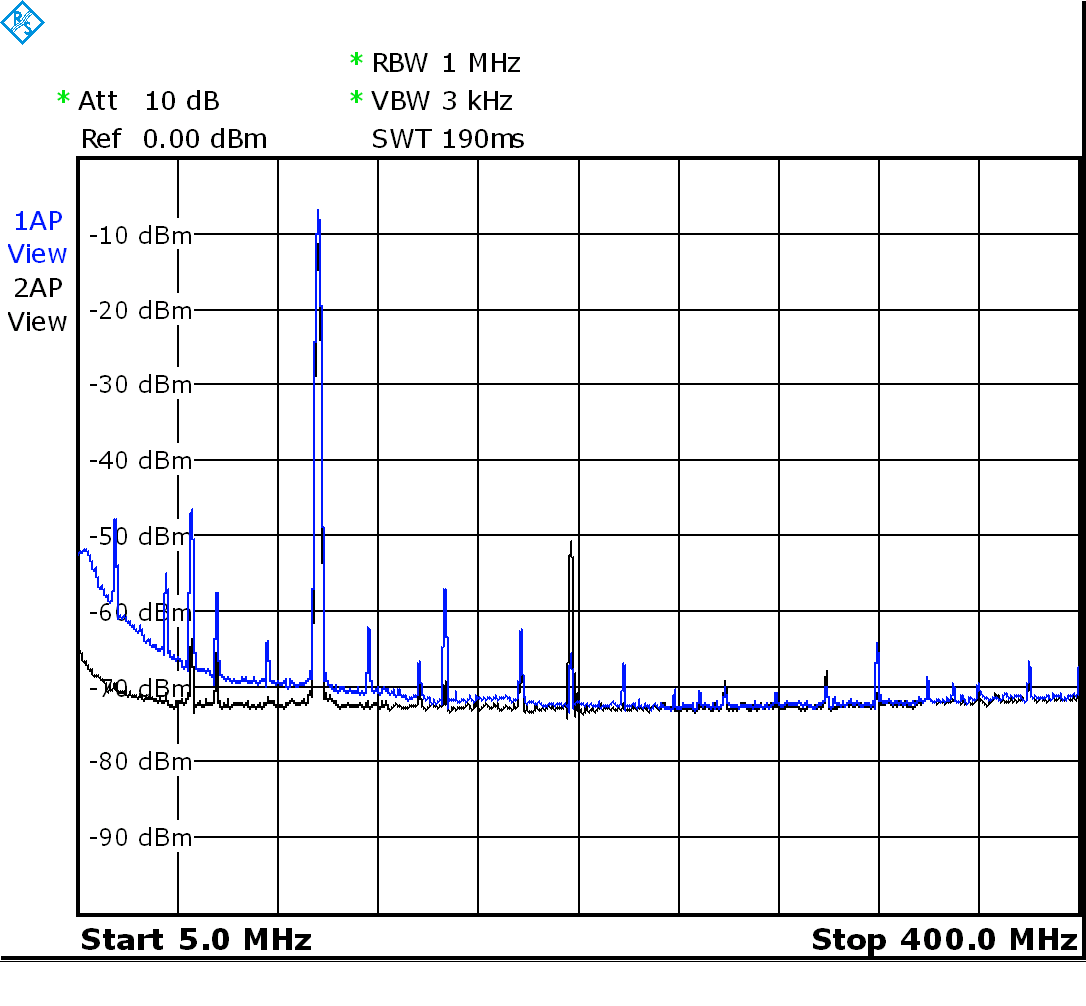 R S
* RBW 1 MHz
* Att 10 dB * VBW 3 kHz
Ref 0.00 dBm SWT 190ms
1AP
View
2AP
View
-10 dBm
-20 dBm
-30 dBm
-40 dBm
-50 dBm
-60 dBm
-70 dBm
-80 dBm
-90 dBm
Start 5.0 MHz Stop 400.0 MHz